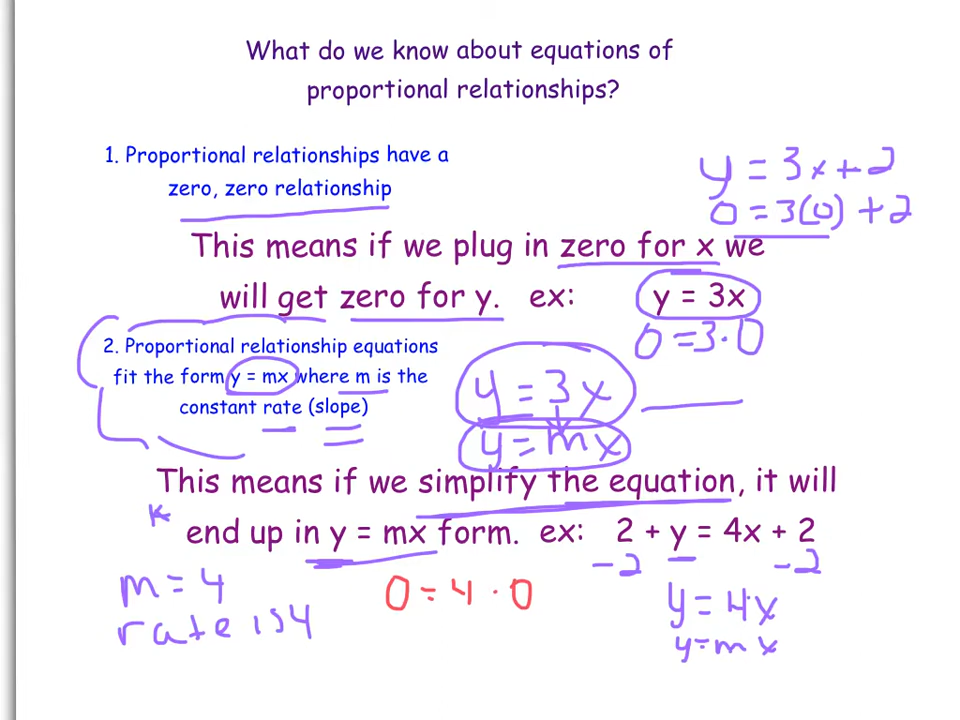 What do we know about equations of
proportional relationships?
1. Proportional relationships have a
zero, zero relationship
y = 3x + 2
0 = 3(0) + 2
This means if we plug in zero for x we
will get zero for y. ex: y = 3x
0 = 3·0
2. Proportional relationship equations
fit the form y = mx where m is the
constant rate (slope)
y = 3x
y = mx
This means if we simplify the equation, it will
end up in y = mx form. ex: 2 + y = 4x + 2
-2 -2
m = 4
rate is 4
0 = 4 · 0
y = 4x
y = m x